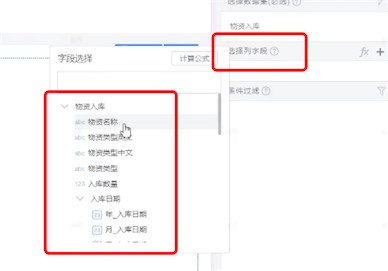 选择数据集(必选)
物资入库
选择列字段
fx +
字段选择
计算公式
条件过滤
物资入库
abc 物资名称
abc 物资类型英文
abc 物资类型中文
abc 物资类型
123 入库数量
入库日期
年_入库日期
月_入库日期